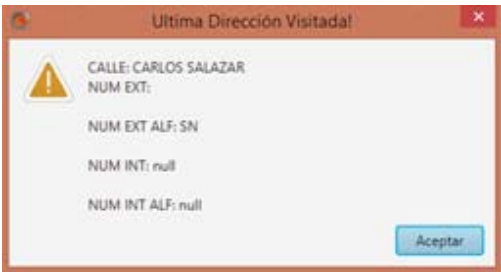 Ultima Dirección Visitada!
CALLE: CARLOS SALAZAR
NUM EXT:
NUM EXT ALF: SN
NUM INT: null
NUM INT ALF: null
Aceptar